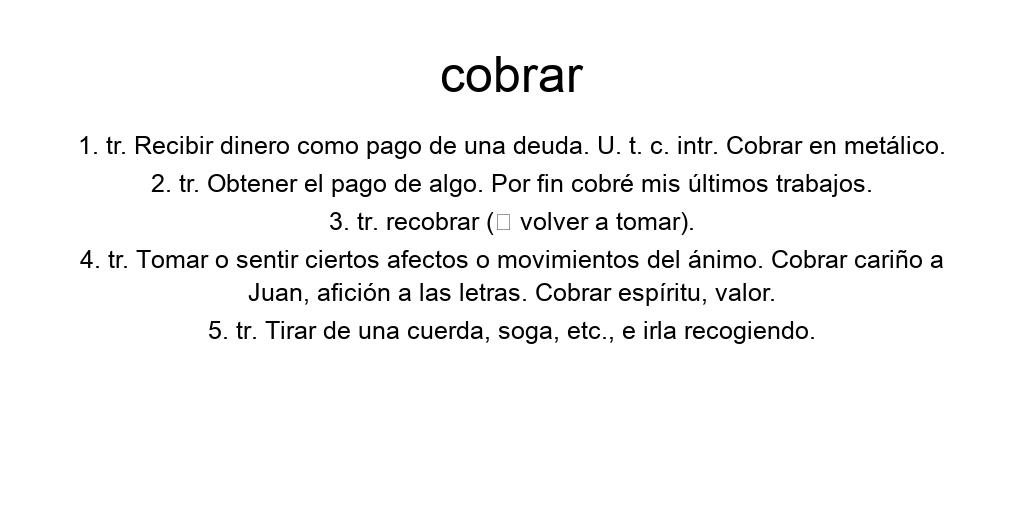 cobrar
1. tr. Recibir dinero como pago de una deuda. U. t. c. intr. Cobrar en metálico.
2. tr. Obtener el pago de algo. Por fin cobré mis últimos trabajos.
3. tr. recobrar (▯ volver a tomar).
4. tr. Tomar o sentir ciertos afectos o movimientos del ánimo. Cobrar cariño a
Juan, afición a las letras. Cobrar espíritu, valor.
5. tr. Tirar de una cuerda, soga, etc., e irla recogiendo.